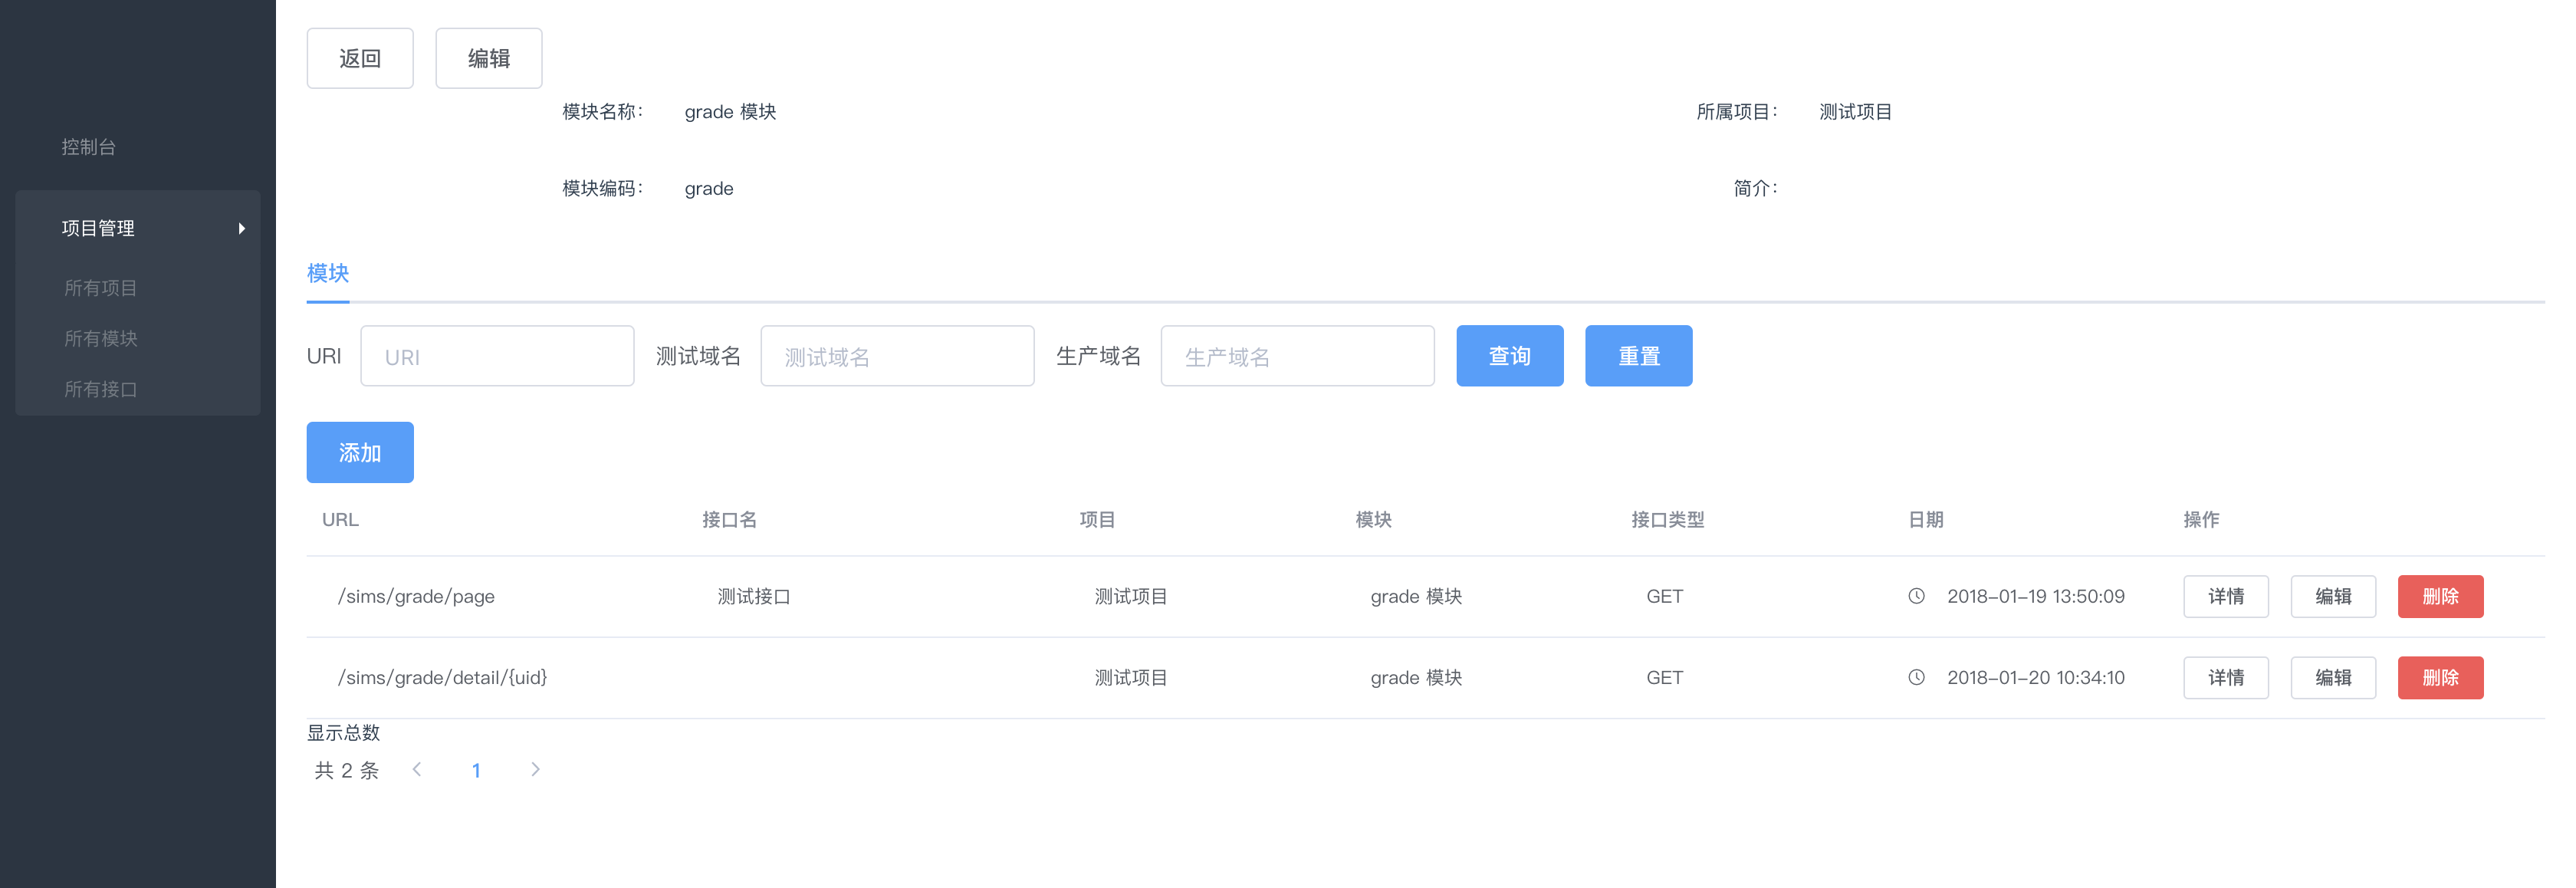 控制台
项目管理
所有项目
所有模块
所有接口
返回 编辑
模块名称： grade 模块 所属项目： 测试项目
模块编码： grade 简介：
模块
URI URI 测试域名 测试域名 生产域名 生产域名 查询 重置
添加
URL 接口名 项目 模块 接口类型 日期 操作
/sims/grade/page 测试接口 测试项目 grade 模块 GET 2018-01-19 13:50:09 详情 编辑 删除
/sims/grade/detail/{uid} 测试项目 grade 模块 GET 2018-01-20 10:34:10 详情 编辑 删除
显示总数
共 2 条 1